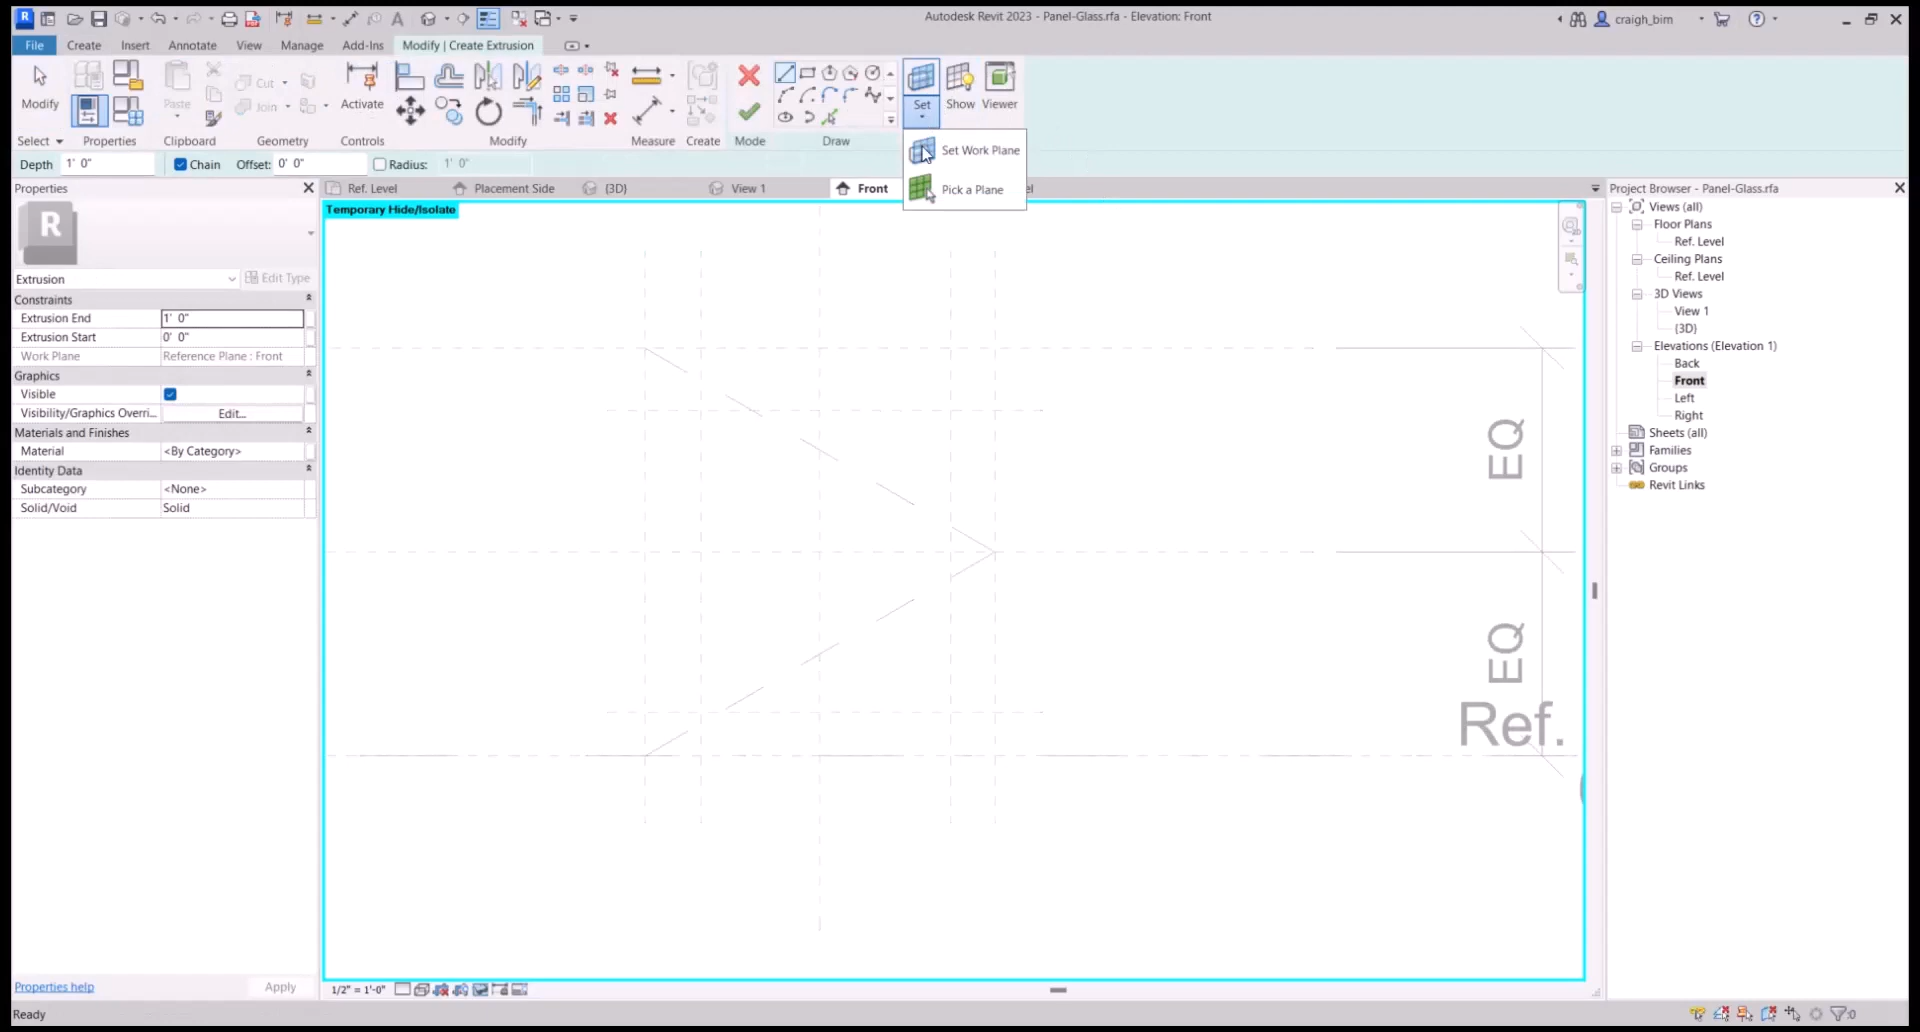 Autodesk Revit 2023 - Panel-Glass.rfa - Elevation: Front
craigh_bim
File Create Insert Annotate View Manage Add-Ins Modify | Create Extrusion
Modify
Paste
Cut
Join
Activate
Set Show Viewer
Select Properties Clipboard Geometry Controls Modify Measure Create Mode Draw
Depth 1' 0" Chain Offset: 0' 0" Radius: 1' 0"
Set Work Plane
Pick a Plane
Properties
Ref. Level Placement Side {3D} View 1 Front
Temporary Hide/Isolate
R
Extrusion Edit Type
Constraints
Extrusion End 1' 0"
Extrusion Start 0' 0"
Work Plane Reference Plane : Front
Graphics
Visible
Visibility/Graphics Overri... Edit...
Materials and Finishes
Material <By Category>
Identity Data
Subcategory <None>
Solid/Void Solid
EQ
EQ
Ref.
Project Browser - Panel-Glass.rfa
Views (all)
Floor Plans
Ref. Level
Ceiling Plans
Ref. Level
3D Views
View 1
{3D}
Elevations (Elevation 1)
Back
Front
Left
Right
Sheets (all)
Families
Groups
Revit Links
Properties help Apply
1/2" = 1'-0"
Ready
:0